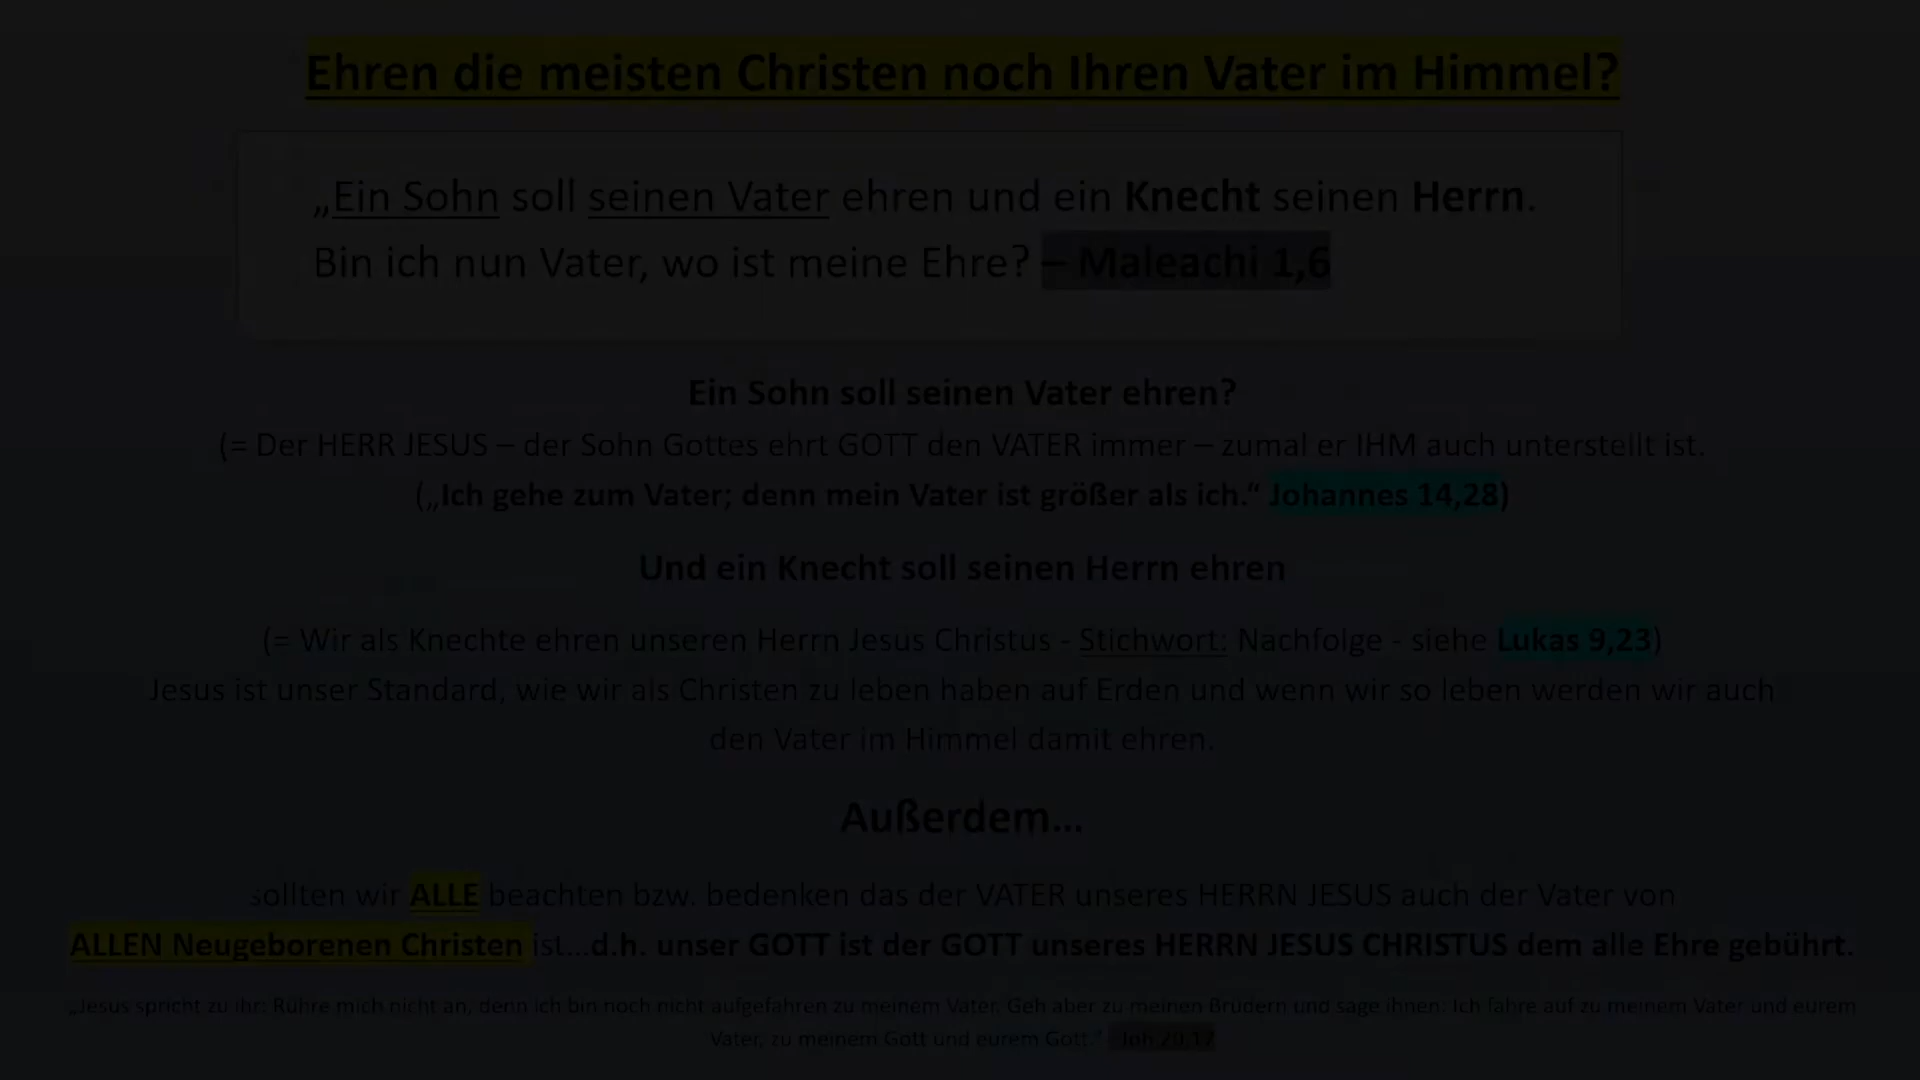 Ehren die meisten Christen noch Ihren Vater im Himmel?
„Ein Sohn soll seinen Vater ehren und ein Knecht seinen Herrn.
Bin ich nun Vater, wo ist meine Ehre? – Maleachi 1,6
Ein Sohn soll seinen Vater ehren?
(= Der HERR JESUS – der Sohn Gottes ehrt GOTT den VATER immer – zumal er IHM auch unterstellt ist.
(„Ich gehe zum Vater; denn mein Vater ist größer als ich.“ Johannes 14,28)
Und ein Knecht soll seinen Herrn ehren
(= Wir als Knechte ehren unseren Herrn Jesus Christus - Stichwort: Nachfolge - siehe Lukas 9,23)
Jesus ist unser Standard, wie wir als Christen zu leben haben auf Erden und wenn wir so leben werden wir auch
den Vater im Himmel damit ehren.
Außerdem...
sollten wir ALLE beachten bzw. bedenken das der VATER unseres HERRN JESUS auch der Vater von
ALLEN Neugeborenen Christen ist...d.h. unser GOTT ist der GOTT unseres HERRN JESUS CHRISTUS dem alle Ehre gebührt.
„Jesus spricht zu ihr: Rühre mich nicht an, denn ich bin noch nicht aufgefahren zu meinem Vater. Geh aber zu meinen Brüdern und sage ihnen: Ich fahre auf zu meinem Vater und eurem
Vater, zu meinem Gott und eurem Gott.“ - Joh 20,17